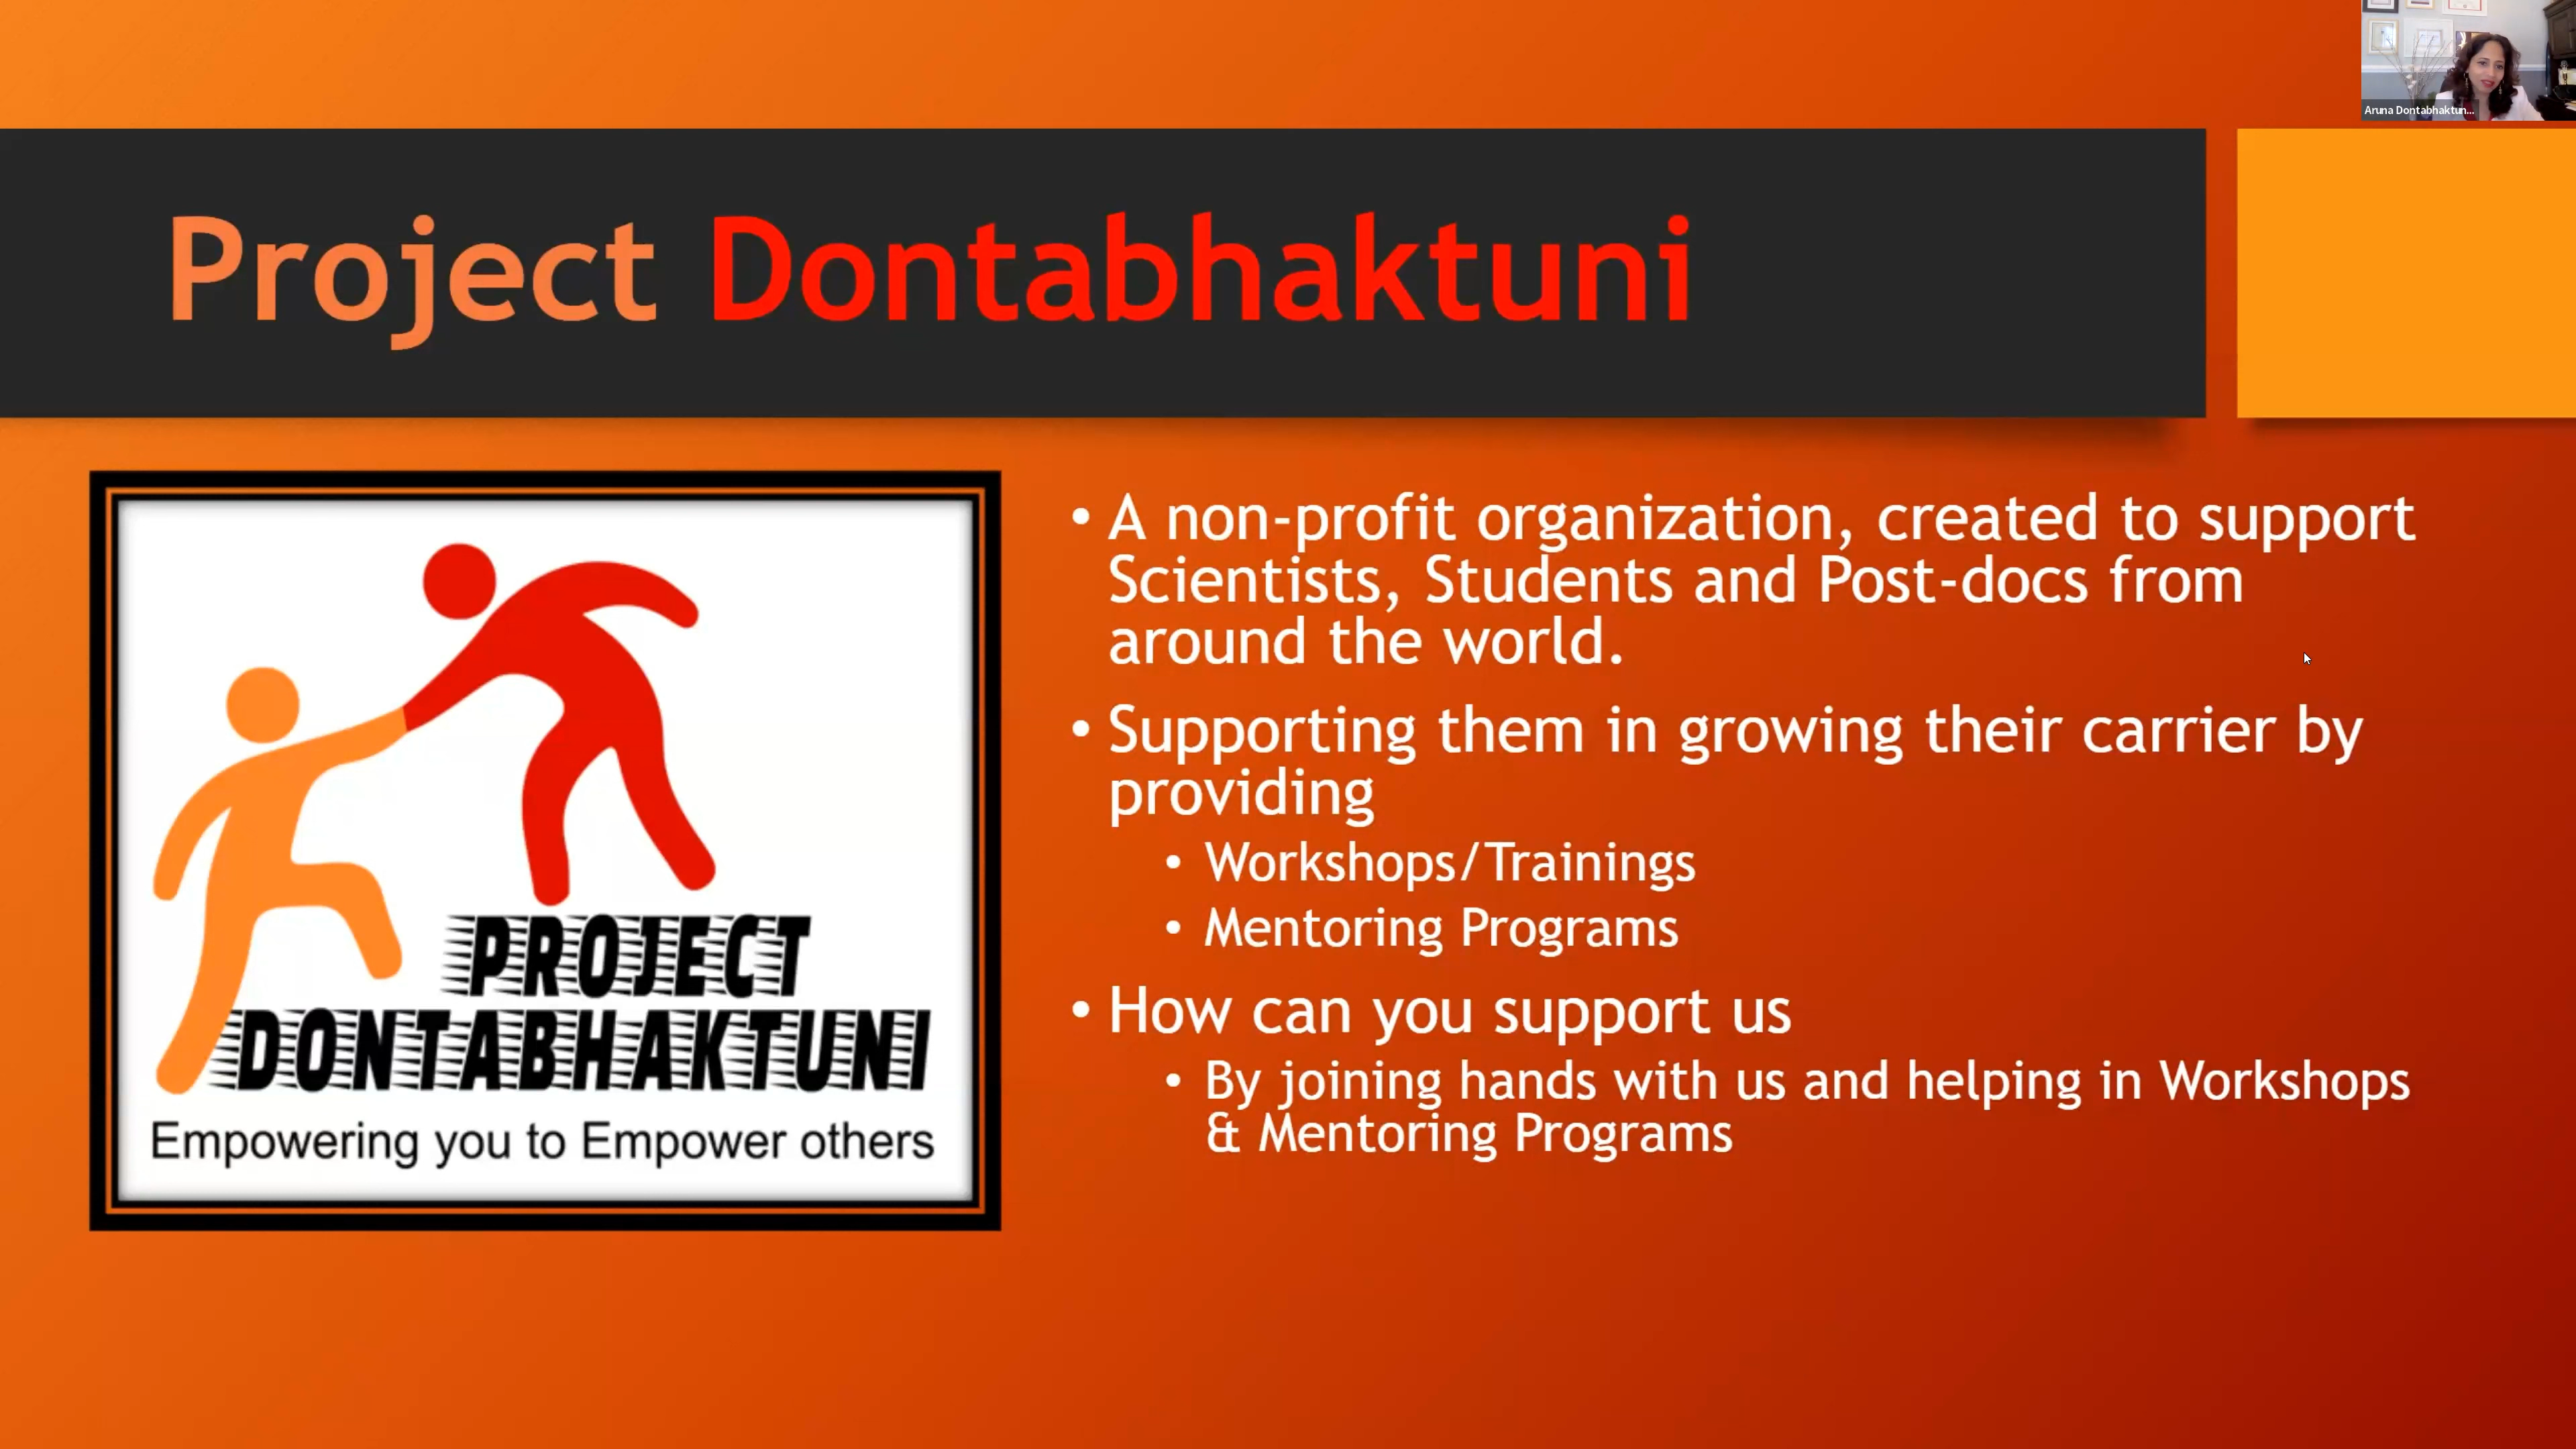 Aruna Dontabhaktun...
Project Dontabhaktuni
• A non-profit organization, created to support
Scientists, Students and Post-docs from
around the world.
• Supporting them in growing their carrier by
providing
• Workshops/Trainings
• Mentoring Programs
• How can you support us
• By joining hands with us and helping in Workshops
& Mentoring Programs
PROJECT
DONTABHAKTUNI
Empowering you to Empower others